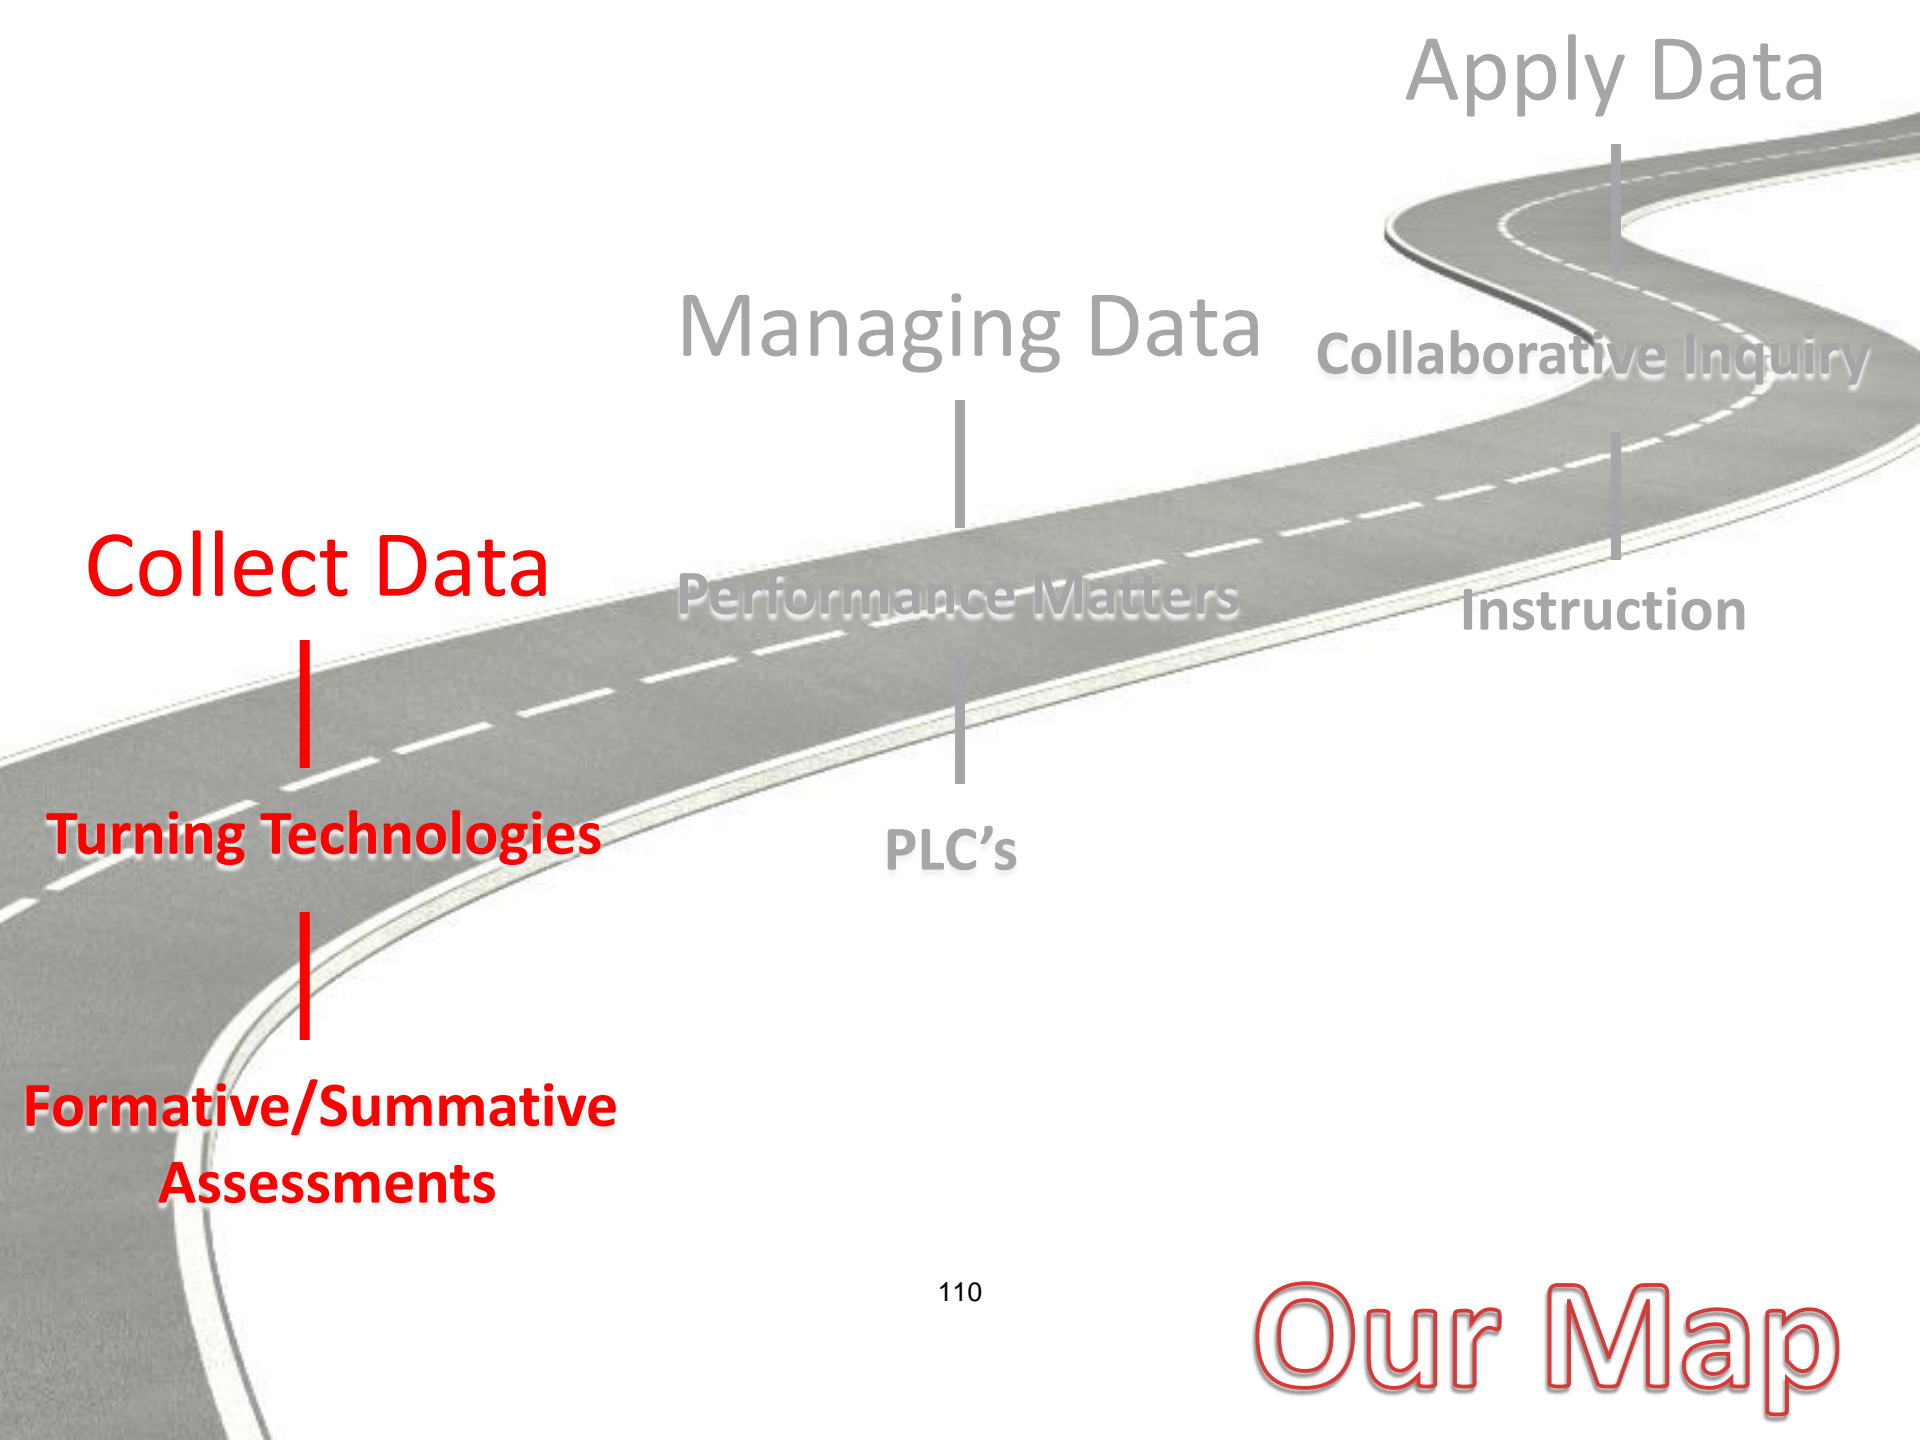 Apply Data
Managing Data
Collaborative Inquiry
Collect Data
Performance Matters
Instruction
Turning Technologies
PLC’s
Formative/Summative
Assessments
110
Our Map